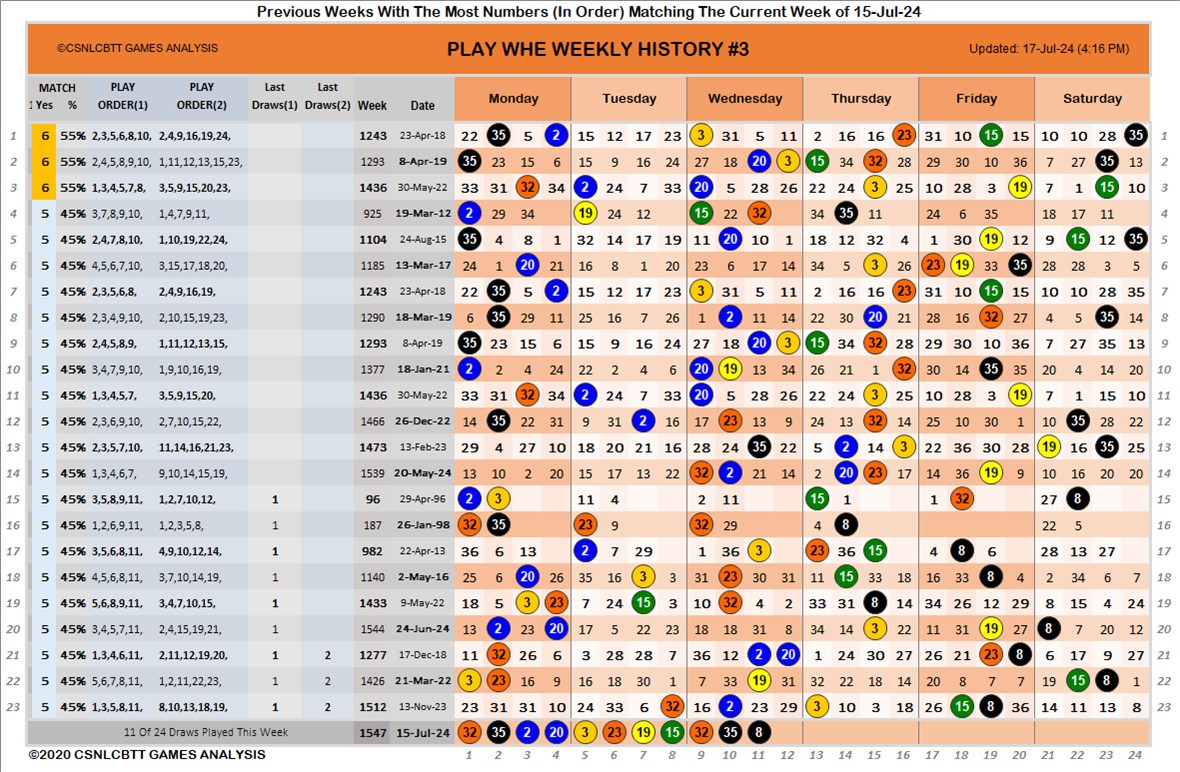 Previous Weeks With The Most Numbers (In Order) Matching The Current Week of 15-Jul-24
©CSNLCBTT GAMES ANALYSIS PLAY WHE WEEKLY HISTORY #3 Updated: 17-Jul-24 (4:16 PM)
MATCH PLAY PLAY Last Last
1 Yes % ORDER(1) ORDER(2) Draws(1) Draws(2) Week Date Monday Tuesday Wednesday Thursday Friday Saturday
1 6 55% 2,3,5,6,8,10, 2,4,9,16,19,24, 1243 23-Apr-18 22 35 5 2 15 12 17 23 3 31 5 11 2 16 16 23 31 10 15 15 10 10 28 35 1
2 6 55% 2,4,5,8,9,10, 1,11,12,13,15,23, 1293 8-Apr-19 35 23 15 6 15 9 16 24 27 18 20 3 15 34 32 28 29 30 10 36 7 27 35 13 2
3 6 55% 1,3,4,5,7,8, 3,5,9,15,20,23, 1436 30-May-22 33 31 32 34 2 24 7 33 20 5 28 26 22 24 3 25 10 28 3 19 7 1 15 10 3
4 5 45% 3,7,8,9,10, 1,4,7,9,11, 925 19-Mar-12 2 29 34 19 24 12 15 22 32 34 35 11 24 6 35 18 17 11 4
5 5 45% 2,4,7,8,10, 1,10,19,23,24, 1104 24-Aug-15 35 4 8 1 32 14 17 19 11 20 10 1 18 12 32 4 1 30 19 12 9 15 12 35 5
6 5 45% 4,5,6,7,10, 3,15,17,18,20 1185 13-Mar-17 24 1 20 21 16 8 1 20 23 6 17 14 34 5 3 26 23 19 33 35 28 28 3 5 6
7 5 45% 2,3,5,6,8, 2,4,9,16,19, 1243 23-Apr-18 22 35 5 2 15 12 17 23 3 31 5 11 2 16 16 23 31 10 15 15 10 10 28 35 7
8 5 45% 2,3,4,9,10, 2,10,15,19,23, 1290 18-Mar-19 6 35 29 11 25 16 7 26 1 2 11 14 22 30 20 21 28 16 32 27 4 5 35 14 8
9 5 45% 2,4,5,8,9, 1,11,12,13,15, 1293 8-Apr-19 35 23 15 6 15 9 16 24 27 18 20 3 15 34 32 28 29 30 10 36 7 27 35 13 9
10 5 45% 3,4,7,9,10, 1,9,10,16,19, 1377 18-Jan-21 2 2 4 24 22 2 4 6 20 19 13 34 26 21 1 32 30 14 35 35 20 4 14 20 10
11 5 45% 1,3,4,5,7, 3,5,9,15,20, 1436 30-May-22 33 31 32 34 2 24 7 33 20 5 28 26 22 24 3 25 10 28 3 19 7 1 15 10 11
12 5 45% 2,3,6,9,10, 2,7,10,15,22, 1466 26-Dec-22 14 35 22 31 9 31 2 16 17 23 13 9 24 13 32 14 25 10 30 1 10 35 28 22 12
13 5 45% 2,3,5,7,10, 11,14,16,21,23, 1473 13-Feb-23 29 4 27 10 18 20 21 16 28 24 35 22 5 2 14 3 22 36 30 28 19 16 35 25 13
14 5 45% 1,3,4,6,7, 9,10,14,15,19, 1539 20-May-24 13 10 2 20 15 17 13 22 32 2 21 14 2 20 23 17 14 36 19 9 10 16 20 20 14
15 5 45% 3,5,8,11, 1,2,7,10,12, 1 96 29-Apr-96 2 3 11 4 2 11 15 1 1 32 27 8 15
16 5 45% 1,2,6,9,11, 1,2,3,5,8, 1 187 26-Jan-98 32 35 23 9 32 29 4 8 22 5 16
17 5 45% 3,5,6,8,11, 4,9,10,12,14, 1 982 22-Apr-13 36 6 13 2 7 29 1 36 3 23 36 15 4 8 6 28 13 27 17
18 5 45% 4,5,6,8,11, 3,7,10,14,19, 1 1140 2-May-16 25 6 20 26 35 16 3 3 31 23 30 31 11 15 33 18 16 33 8 4 2 34 6 7 18
19 5 45% 5,6,8,9,11, 3,4,7,10,15, 1 1433 9-May-22 18 5 3 23 7 24 15 3 10 32 4 2 33 31 8 14 34 26 12 29 8 15 4 24 19
20 5 45% 3,4,5,7,11, 2,4,15,19,21, 1 1544 24-Jun-24 13 2 23 20 17 5 22 23 18 18 31 8 34 14 3 22 11 31 19 27 8 7 20 12 20
21 5 45% 1,3,4,6,11, 2,11,12,19,20, 1 2 1277 17-Dec-18 11 32 26 6 3 28 28 7 36 12 2 20 1 24 30 27 26 21 23 8 6 17 9 27 21
22 5 45% 5,6,7,8,11, 1,2,11,22,23, 1 2 1426 21-Mar-22 3 23 16 9 16 18 30 1 7 33 19 31 32 22 18 14 20 8 7 7 19 15 8 1 22
23 5 45% 1,3,5,8,11, 8,10,13,18,19, 1 2 1512 13-Nov-23 23 31 31 10 24 33 6 32 16 2 23 29 3 10 3 18 26 15 8 36 14 11 13 8 23
11 Of 24 Draws Played This Week 1547 15-Jul-24 32 35 2 20 3 23 19 15 32 35 8
©2020 CSNLCBTT GAMES ANALYSIS 1 2 3 4 5 6 7 8 9 10 11 12 13 14 15 16 17 18 19 20 21 22 23 24